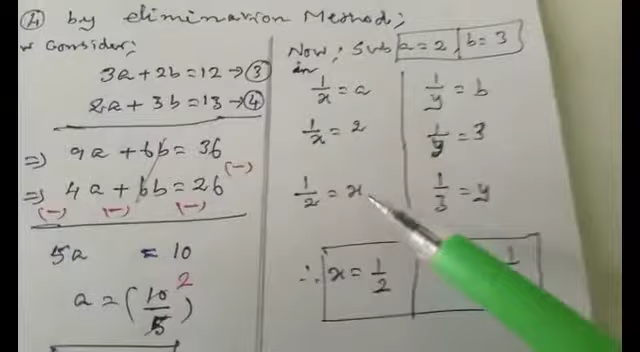 ④ by elimination Method;
Consider;
3a + 2b = 12 → ③
2a + 3b = 13 → ④
=) 9a + 6b = 36
=) 4a + 6b = 26
(-) (-) (-) (-)
5a = 10
a = (10/5) 2
Now; Sub a = 2, b = 3
in
1/x = a
1/x = 2
1/2 = x
1/y = b
1/y = 3
1/3 = y
∴ x = 1/2
1